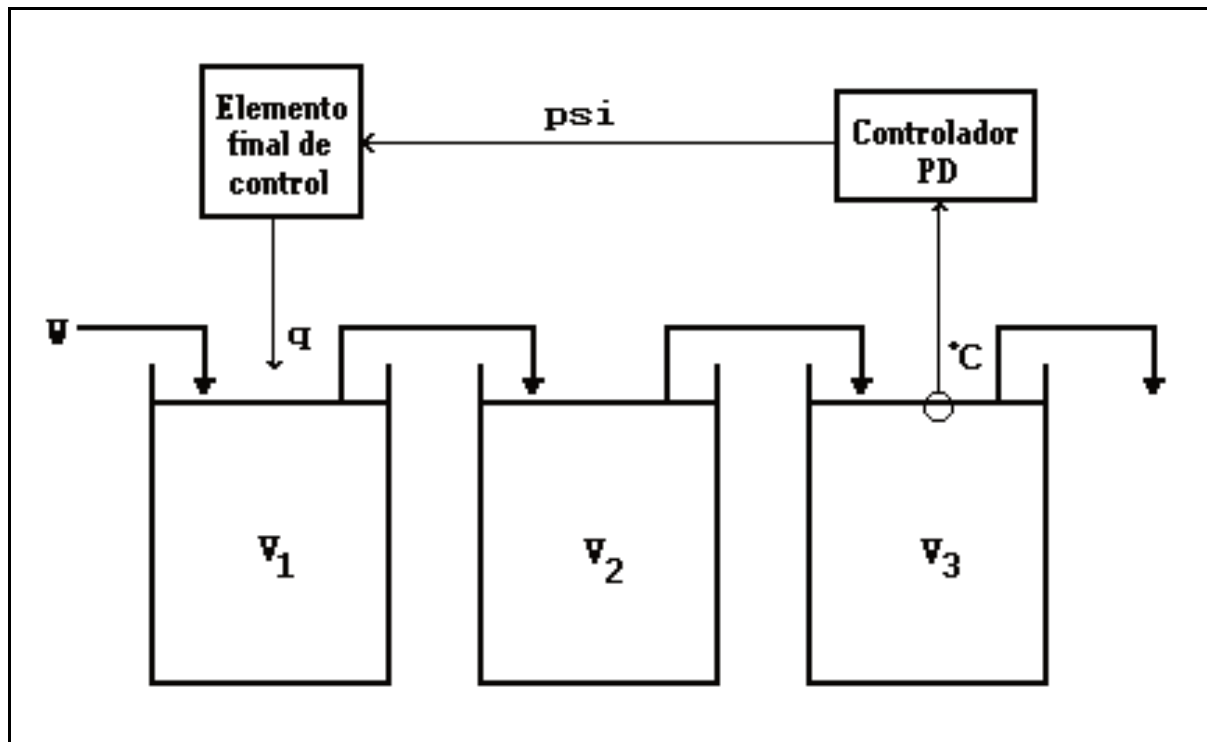 Elemento
final de
control
psi
Controlador
PD
W
q
°C
V1
V2
V3